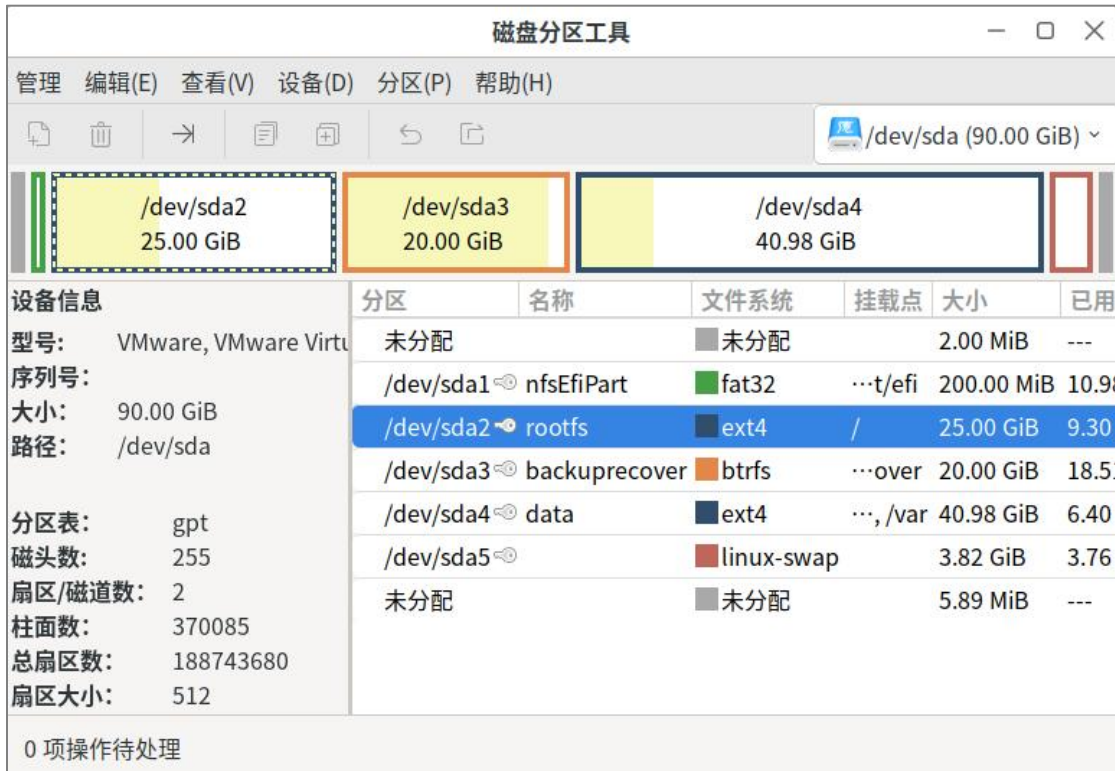 磁盘分区工具
管理 编辑(E) 查看(V) 设备(D) 分区(P) 帮助(H)
/dev/sda (90.00 GiB)
/dev/sda2 /dev/sda3 /dev/sda4
25.00 GiB 20.00 GiB 40.98 GiB
设备信息
型号: VMware, VMware Virtu
序列号:
大小: 90.00 GiB
路径: /dev/sda
分区表: gpt
磁头数: 255
扇区/磁道数: 2
柱面数: 370085
总扇区数: 188743680
扇区大小: 512
分区 名称 文件系统 挂载点 大小 已用
未分配 未分配 2.00 MiB ---
/dev/sda1 nfsEfiPart fat32 …t/efi 200.00 MiB 10.98
/dev/sda2 rootfs ext4 / 25.00 GiB 9.30
/dev/sda3 backuprecover btrfs …over 20.00 GiB 18.5
/dev/sda4 data ext4 …, /var 40.98 GiB 6.40
/dev/sda5 linux-swap 3.82 GiB 3.76
未分配 未分配 5.89 MiB ---
0 项操作待处理